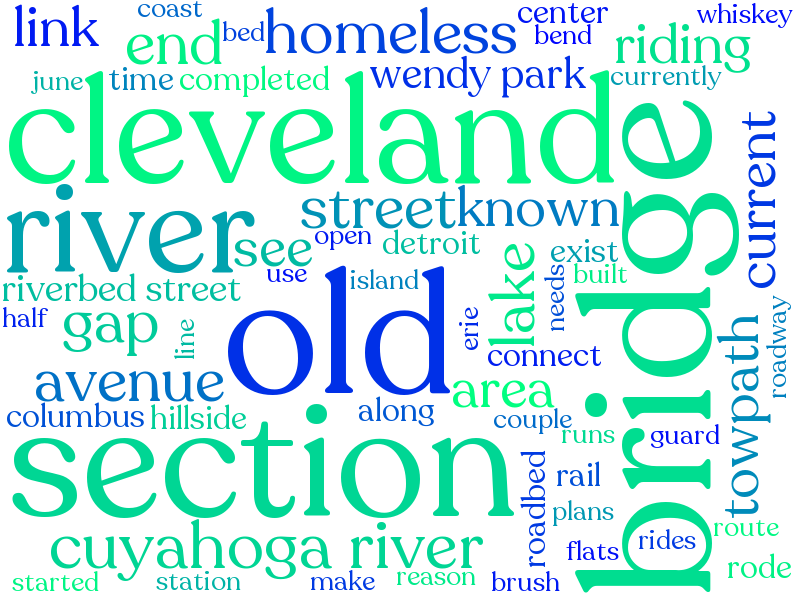 coast
whiskey
link
end
bed
homeless
center
bend
riding
june
time
completed
wendy park
currently
cleveland
bridge
current
river
street
known
see
open
detroit
exist
riverbed street
use
island
lake
needs
built
half
gap
line
old
erie
connect
roadway
avenue
area
towpath
columbus
hillside
along
couple
runs
guard
section
roadbed
rail
plans
cuyahoga river
flats
rides
route
rode
started
station
make
reason
brush